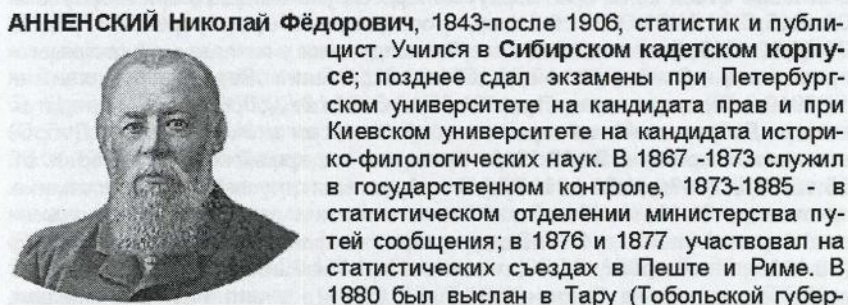 АННЕНСКИЙ Николай Фёдорович, 1843-после 1906, статистик и публи-
цист. Учился в Сибирском кадетском корпу-
се; позднее сдал экзамены при Петербург-
ском университете на кандидата прав и при
Киевском университете на кандидата истори-
ко-филологических наук. В 1867 -1873 служил
в государственном контроле, 1873-1885 - в
статистическом отделении министерства пу-
тей сообщения; в 1876 и 1877 участвовал на
статистических съездах в Пеште и Риме. В
1880 был выслан в Тару (Тобольской губер-